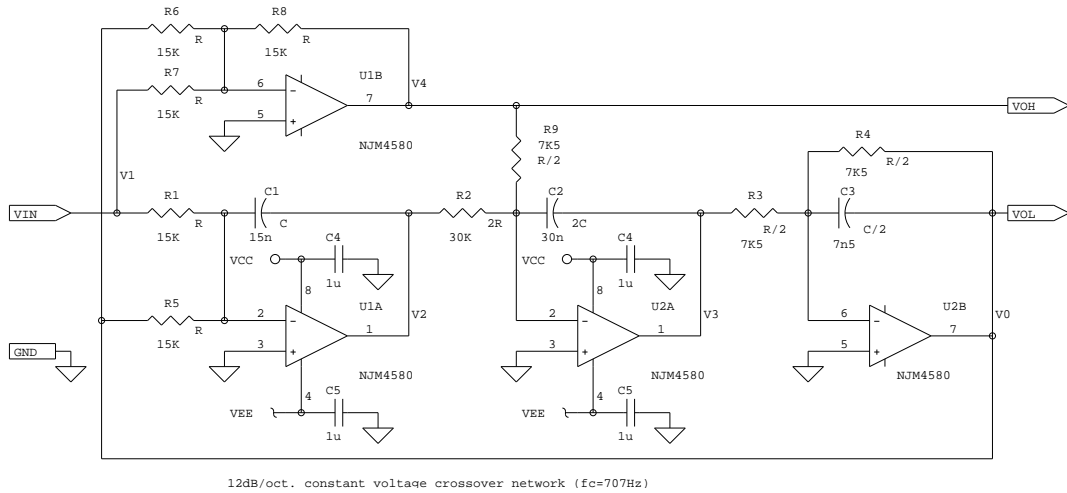 R6
R
15K
R8
R
15K
R7
R
15K
U1B
6
5
7
V4
NJM4580
VOH
R9
7K5
R/2
R4
R/2
7K5
V1
VIN
R1
R
15K
C1
C
15n
R2
2R
30K
C2
2C
30n
R3
R/2
7K5
C3
C/2
7n5
VOL
VCC
C4
1u
8
U1A
2
3
1
V2
4
NJM4580
VEE
C5
1u
VCC
C4
1u
8
U2A
2
3
1
V3
4
NJM4580
VEE
C5
1u
U2B
6
5
7
V0
NJM4580
R5
R
15K
GND
12dB/oct. constant voltage crossover network (fc=707Hz)